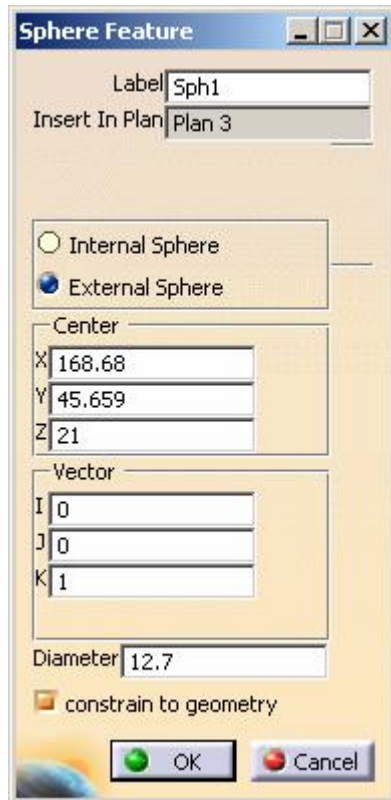 Sphere Feature
Label Sph1
Insert In Plan Plan 3
Internal Sphere
External Sphere
Center
X 168.68
Y 45.659
Z 21
Vector
I 0
J 0
K 1
Diameter 12.7
constrain to geometry
OK Cancel